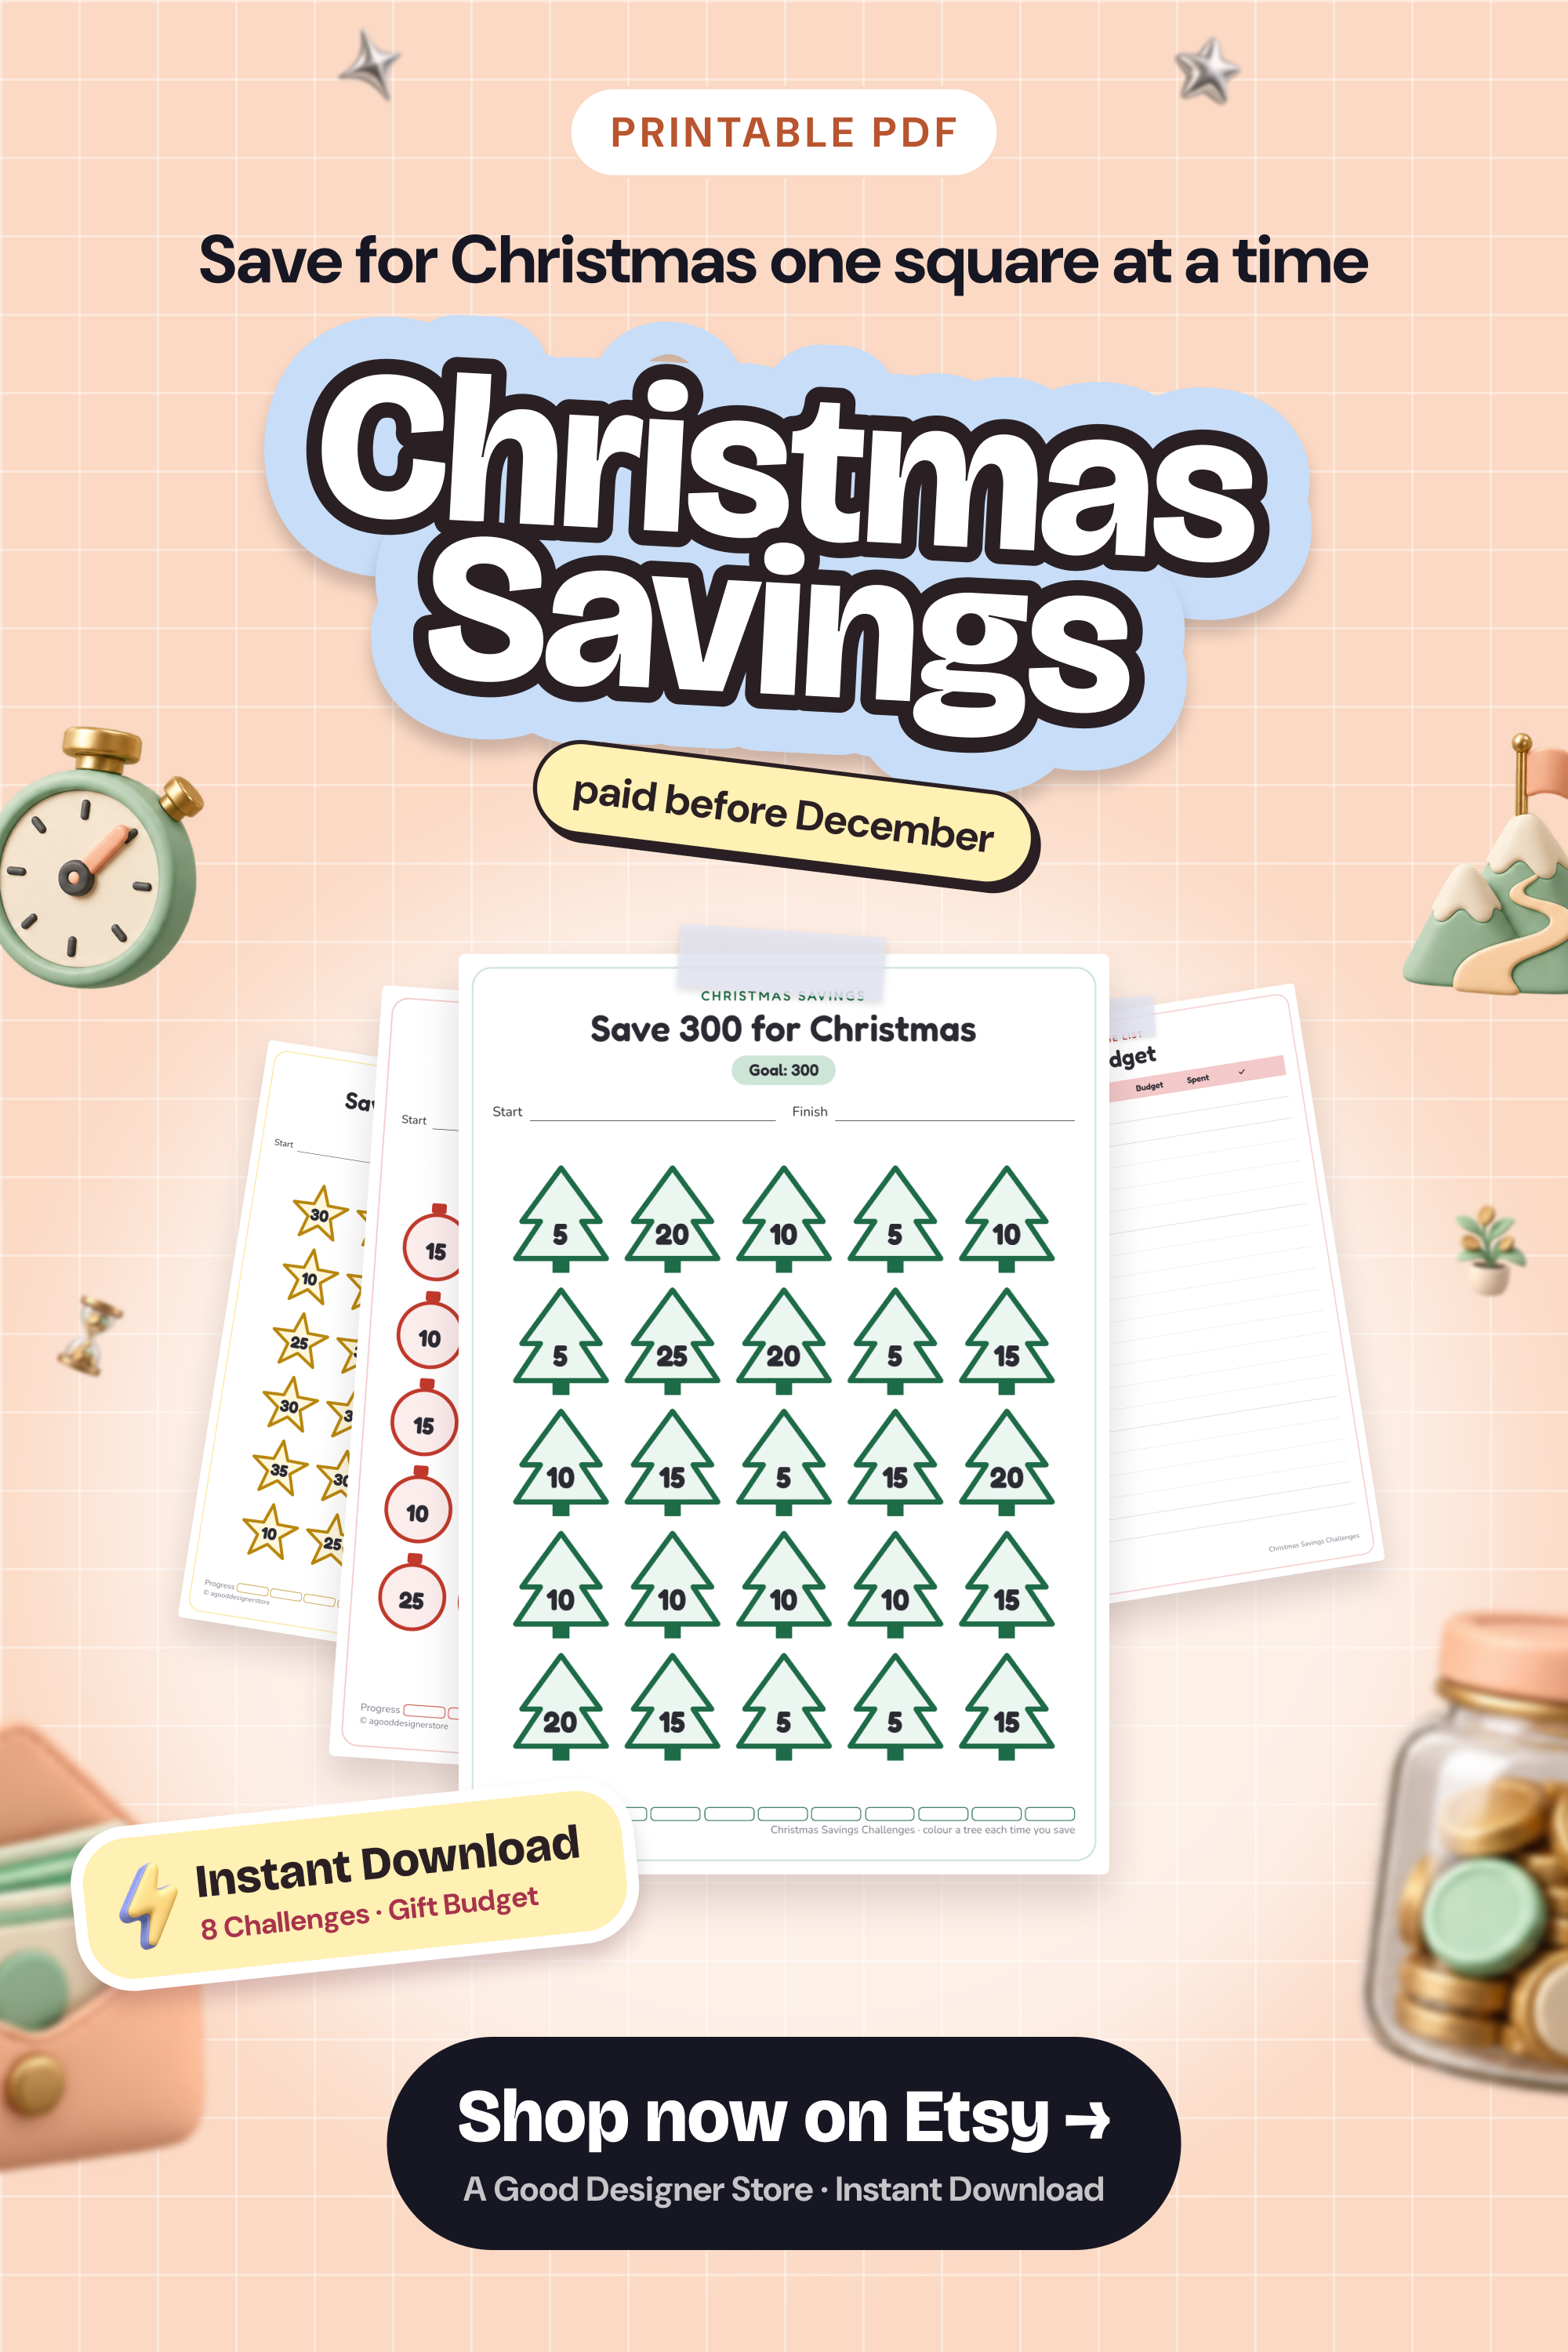 PRINTABLE PDF
Save for Christmas one square at a time
Christmas
Savings
paid before December
CHRISTMAS SAVINGS
Save 300 for Christmas
Goal: 300
Start
Finish
5 20 10 5 10
5 25 20 5 15
10 15 5 15 20
10 10 10 10 15
20 15 5 5 15
Christmas Savings Challenges · colour a tree each time you save
Start
15
10
15
10
25
Progress
© agooddesignerstore
Start
30
10
25
30
35
10 25
Progress
© agooddesignerstore
LIST
dget
Budget Spent ✓
Christmas Savings Challenges
Instant Download
8 Challenges · Gift Budget
Shop now on Etsy →
A Good Designer Store · Instant Download